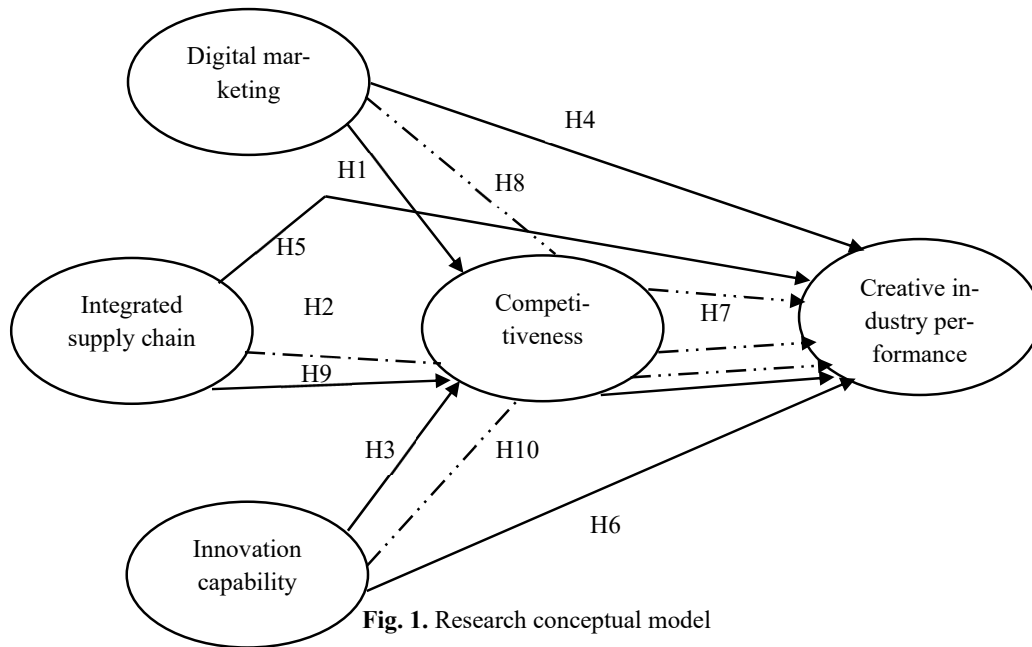 Digital mar-
keting
H4
H1
H8
H5
H2
Integrated
supply chain
Competi-
tiveness
H7
Creative in-
dustry per-
formance
H9
H3
H10
H6
Innovation
capability
Fig. 1. Research conceptual model